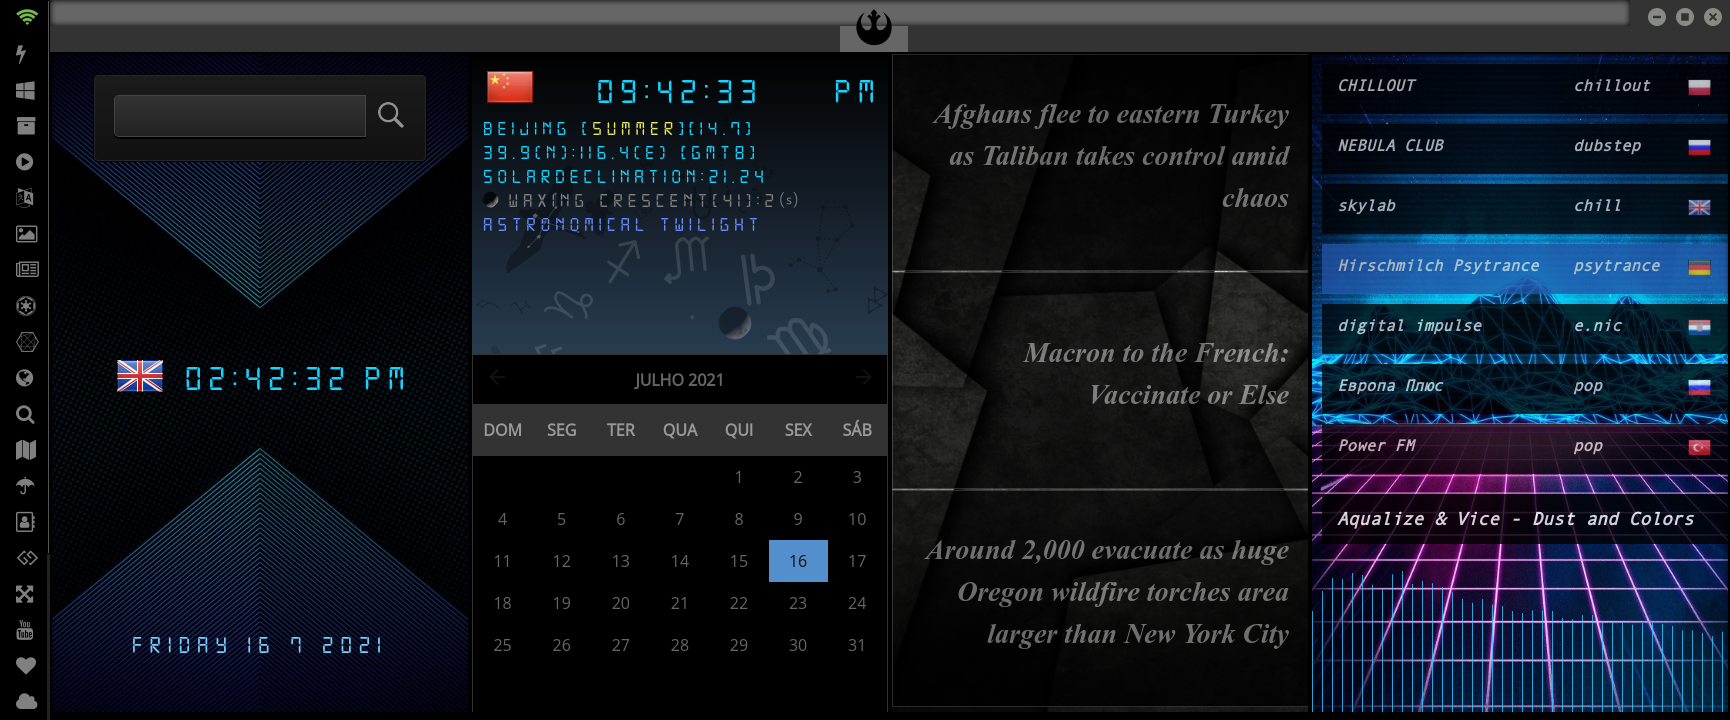 02:42:32 PM
FRIDAY 16 7 2021
09:42:33 PM
BEIJING [SUMMER][14.7]
39.9(N):116.4(E) [GMT8]
SOLARDECLINATION:21.24
WAXING CRESCENT[41]:2(s)
ASTRONOMICAL TWILIGHT
JULHO 2021
DOM SEG TER QUA QUI SEX SÁB
1 2 3
4 5 6 7 8 9 10
11 12 13 14 15 16 17
18 19 20 21 22 23 24
25 26 27 28 29 30 31
Afghans flee to eastern Turkey
as Taliban takes control amid
chaos
Macron to the French:
Vaccinate or Else
Around 2,000 evacuate as huge
Oregon wildfire torches area
larger than New York City
CHILLOUT chillout
NEBULA CLUB dubstep
skylab chill
Hirschmilch Psytrance psytrance
digital impulse e.nic
Европа Плюс pop
Power FM pop
Aqualize & Vice - Dust and Colors
You
Tube